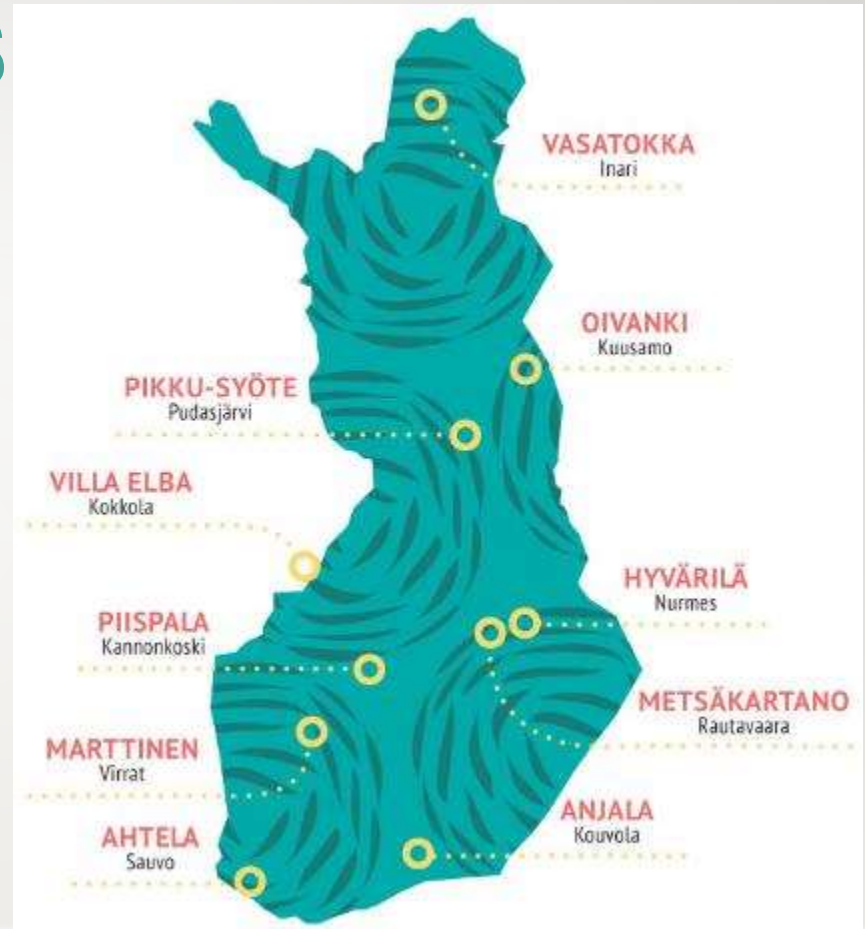 VASATOKKA
Inari
OIVANKI
Kuusamo
PIKKU-SYÖTE
Pudasjärvi
VILLA ELBA
Kokkola
HYVÄRILÄ
Nurmes
PIISPALA
Kannonkoski
METSÄKARTANO
Rautavaara
MARTTINEN
Virrat
ANJALA
Kouvola
AHTELA
Sauvo